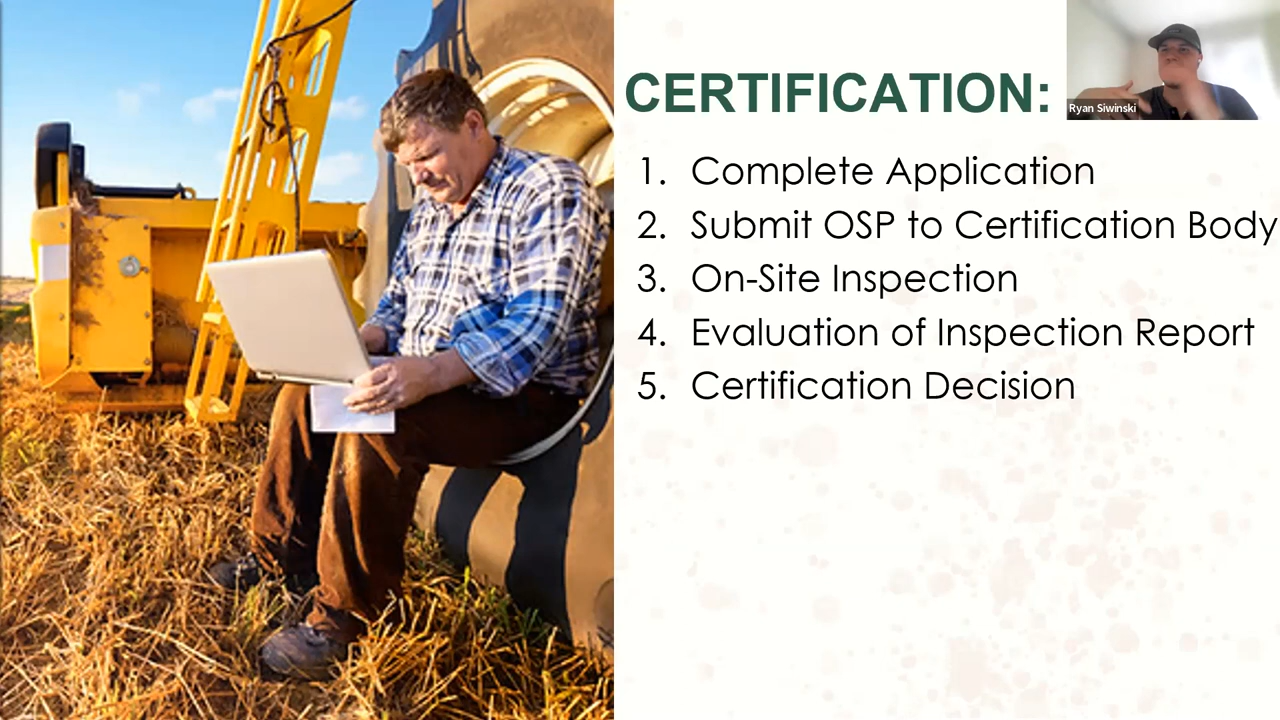 CERTIFICATION:
Ryan Siwinski
1. Complete Application
2. Submit OSP to Certification Body
3. On-Site Inspection
4. Evaluation of Inspection Report
5. Certification Decision